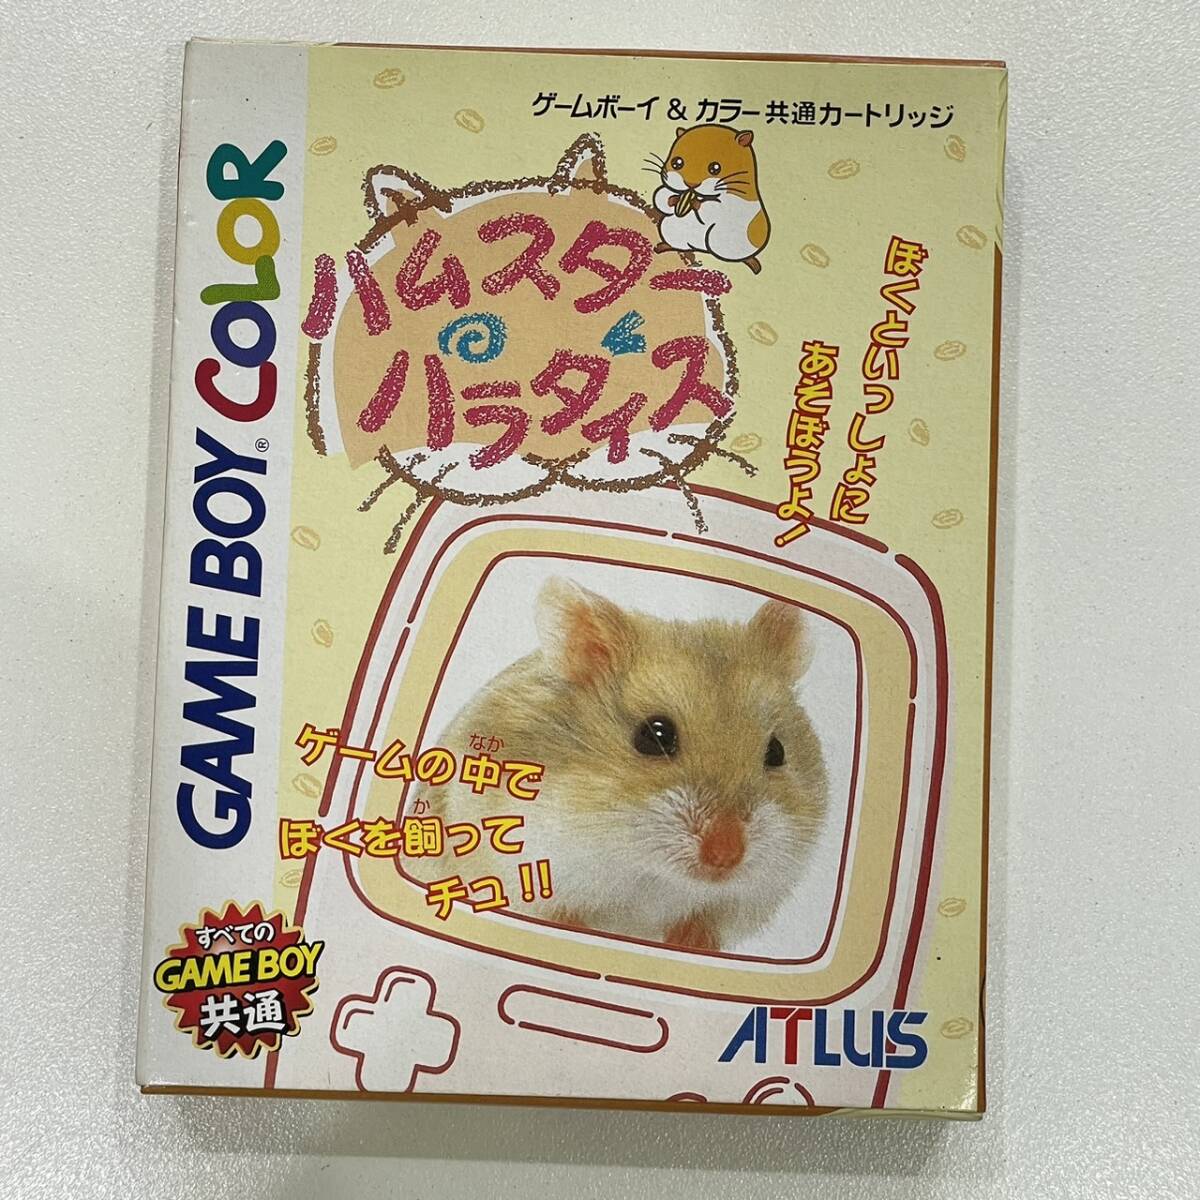 ゲームボーイ & カラー共通カートリッジ
ハムスター
パラダイス
ぼくといっしょに
あそぼうよ!
GAME BOY® COLOR
なか
ゲームの中で
か
ぼくを飼って
チュ!!
すべての
GAME BOY
共通
ATLUS